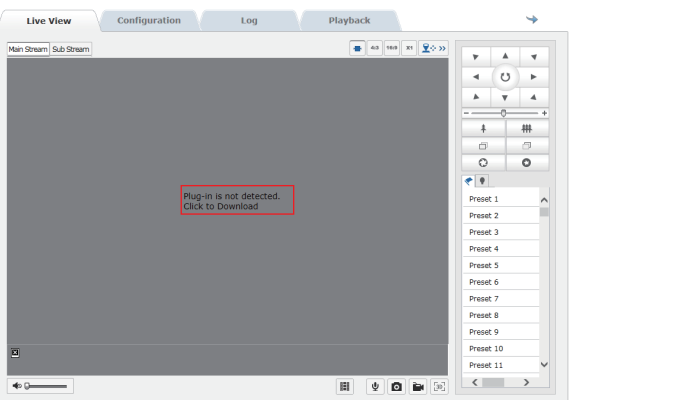 Live View
Configuration
Log
Playback
Main Stream
Sub Stream
4:3
16:9
X1
Plug-in is not detected.
Click to Download
Preset 1
Preset 2
Preset 3
Preset 4
Preset 5
Preset 6
Preset 7
Preset 8
Preset 9
Preset 10
Preset 11